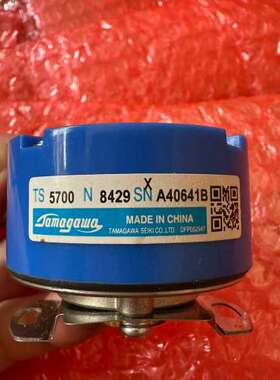 TS 5700 N 8429 SN A40641B
X
Tamagawa
MADE IN CHINA
TAMAGAWA SEIKI CO.,LTD